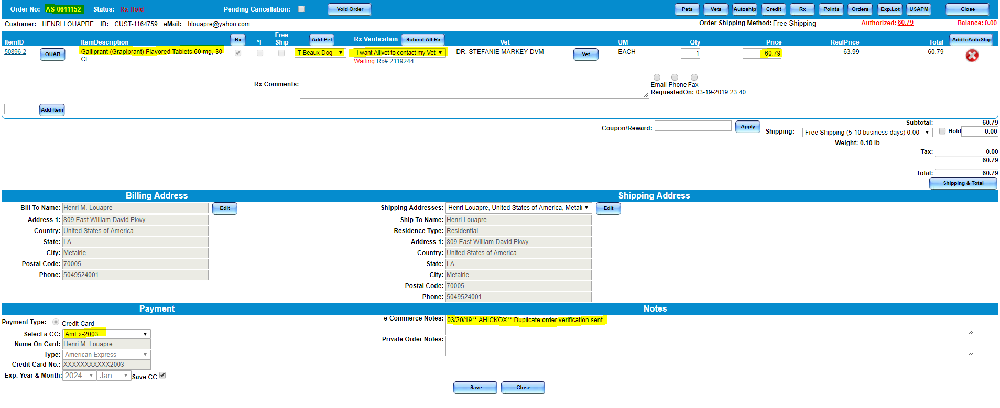 Order No: AS-0611152 Status: Rx Hold Pending Cancellation: Void Order Pets Vets Autoship Credit Rx Points Orders Exp.Lot USAPM Close
Customer: HENRI LOUAPRE ID: CUST-1164759 eMail: hlouapre@yahoo.com Order Shipping Method: Free Shipping Authorized: 60.79 Balance: 0.00
ItemID ItemDescription Rx °F Free Ship Add Pet Rx Verification Submit All Rx Vet UM Qty Price RealPrice Total AddToAutoShip
50896-2 OUAB Galliprant (Grapiprant) Flavored Tablets 60 mg, 30 T Beaux-Dog I want Allivet to contact my Vet DR. STEFANIE MARKEY DVM Vet EACH 1 60.79 63.99 60.79
Ct. Waiting Rx# 2119244
Rx Comments: Email Phone Fax
RequestedOn: 03-19-2019 23:40
Add Item
Subtotal: 60.79
Coupon/Reward: Apply Shipping: Free Shipping (5-10 business days) 0.00 Hold 0.00
Weight: 0.10 lb
Tax: 0.00
60.79
Total: 60.79
Shipping & Total
Billing Address Shipping Address
Bill To Name: Henri M. Louapre Edit Shipping Addresses: Henri Louapre, United States of America, Metair Edit
Address 1: 809 East William David Pkwy Ship To Name: Henri Louapre
Country: United States of America Residence Type: Residential
State: LA Address 1: 809 East William David Pkwy
City: Metairie Country: United States of America
Postal Code: 70005 State: LA
Phone: 5049524001 City: Metairie
Postal Code: 70005
Phone: 5049524001
Payment Notes
Payment Type: Credit Card e-Commerce Notes: 03/20/19** AHICKOX** Duplicate order verification sent.
Select a CC: AmEx-2003
Name On Card: Henri M. Louapre Private Order Notes:
Type: American Express
Credit Card No.: XXXXXXXXXXX2003
Exp. Year & Month: 2024 Jan Save CC
Save Close